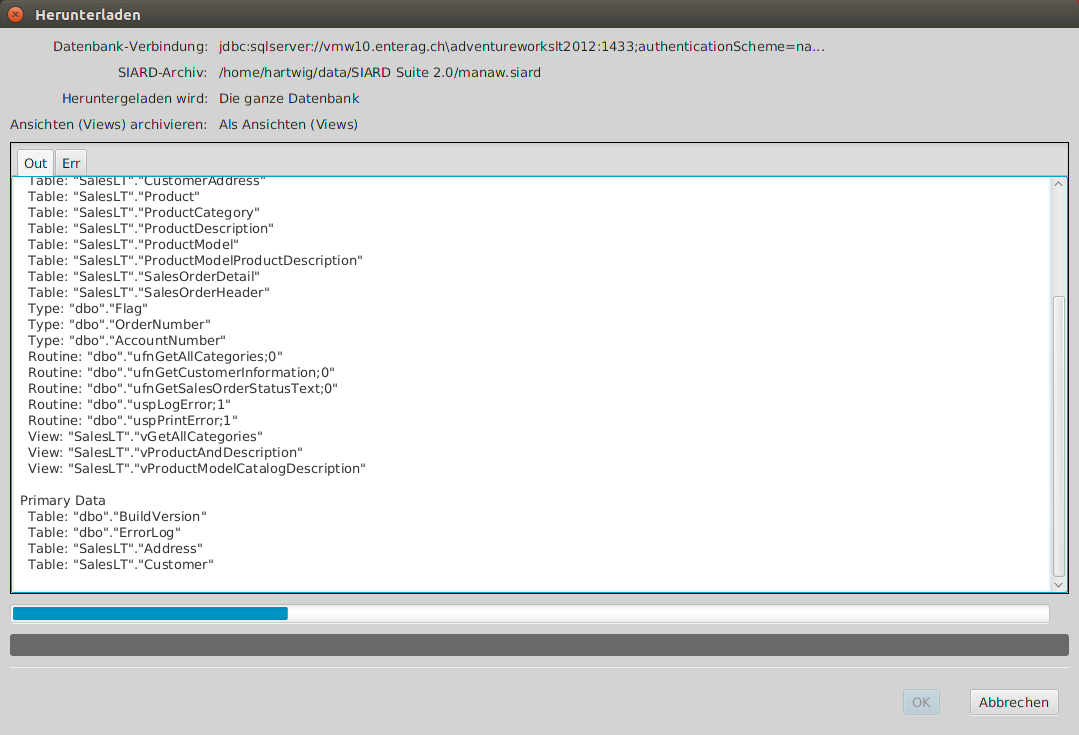 Herunterladen
Datenbank-Verbindung: jdbc:sqlserver://vmw10.enterag.ch\adventureworkslt2012:1433;authenticationScheme=na...
SIARD-Archiv: /home/hartwig/data/SIARD Suite 2.0/manaw.siard
Heruntergeladen wird: Die ganze Datenbank
Ansichten (Views) archivieren: Als Ansichten (Views)
Out Err
Table: "SalesLT"."CustomerAddress"
Table: "SalesLT"."Product"
Table: "SalesLT"."ProductCategory"
Table: "SalesLT"."ProductDescription"
Table: "SalesLT"."ProductModel"
Table: "SalesLT"."ProductModelProductDescription"
Table: "SalesLT"."SalesOrderDetail"
Table: "SalesLT"."SalesOrderHeader"
Type: "dbo"."Flag"
Type: "dbo"."OrderNumber"
Type: "dbo"."AccountNumber"
Routine: "dbo"."ufnGetAllCategories;0"
Routine: "dbo"."ufnGetCustomerInformation;0"
Routine: "dbo"."ufnGetSalesOrderStatusText;0"
Routine: "dbo"."uspLogError;1"
Routine: "dbo"."uspPrintError;1"
View: "SalesLT"."vGetAllCategories"
View: "SalesLT"."vProductAndDescription"
View: "SalesLT"."vProductModelCatalogDescription"
Primary Data
Table: "dbo"."BuildVersion"
Table: "dbo"."ErrorLog"
Table: "SalesLT"."Address"
Table: "SalesLT"."Customer"
OK Abbrechen